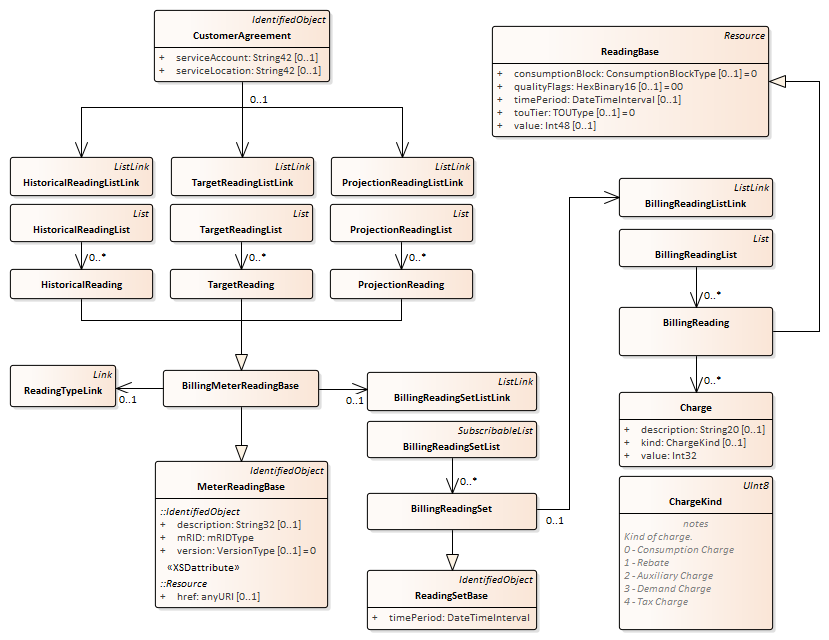 IdentifiedObject
CustomerAgreement
+ serviceAccount: String42 [0..1]
+ serviceLocation: String42 [0..1]
0..1
Resource
ReadingBase
+ consumptionBlock: ConsumptionBlockType [0..1] = 0
+ qualityFlags: HexBinary16 [0..1] = 00
+ timePeriod: DateTimeInterval [0..1]
+ touTier: TOUType [0..1] = 0
+ value: Int48 [0..1]
ListLink
HistoricalReadingListLink
ListLink
TargetReadingListLink
ListLink
ProjectionReadingListLink
List
HistoricalReadingList
0..*
HistoricalReading
List
TargetReadingList
0..*
TargetReading
List
ProjectionReadingList
0..*
ProjectionReading
ListLink
BillingReadingListLink
List
BillingReadingList
0..*
BillingReading
0..*
Charge
+ description: String20 [0..1]
+ kind: ChargeKind [0..1]
+ value: Int32
Link
ReadingTypeLink
0..1
BillingMeterReadingBase
0..1
ListLink
BillingReadingSetListLink
SubscribableList
BillingReadingSetList
0..*
BillingReadingSet
0..1
IdentifiedObject
ReadingSetBase
+ timePeriod: DateTimeInterval
IdentifiedObject
MeterReadingBase
::IdentifiedObject
+ description: String32 [0..1]
+ mRID: mRIDType
+ version: VersionType [0..1] = 0
«XSDattribute»
::Resource
+ href: anyURI [0..1]
UInt8
ChargeKind
notes
Kind of charge.
0 - Consumption Charge
1 - Rebate
2 - Auxiliary Charge
3 - Demand Charge
4 - Tax Charge